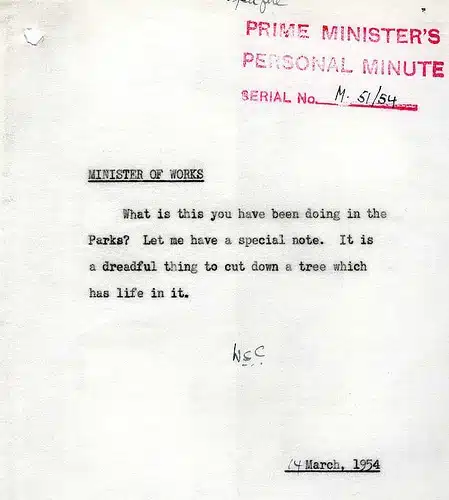 PRIME MINISTER'S
PERSONAL MINUTE
SERIAL No. M. 51/54
MINISTER OF WORKS
What is this you have been doing in the
Parks? Let me have a special note. It is
a dreadful thing to cut down a tree which
has life in it.
WSC
14 March, 1954